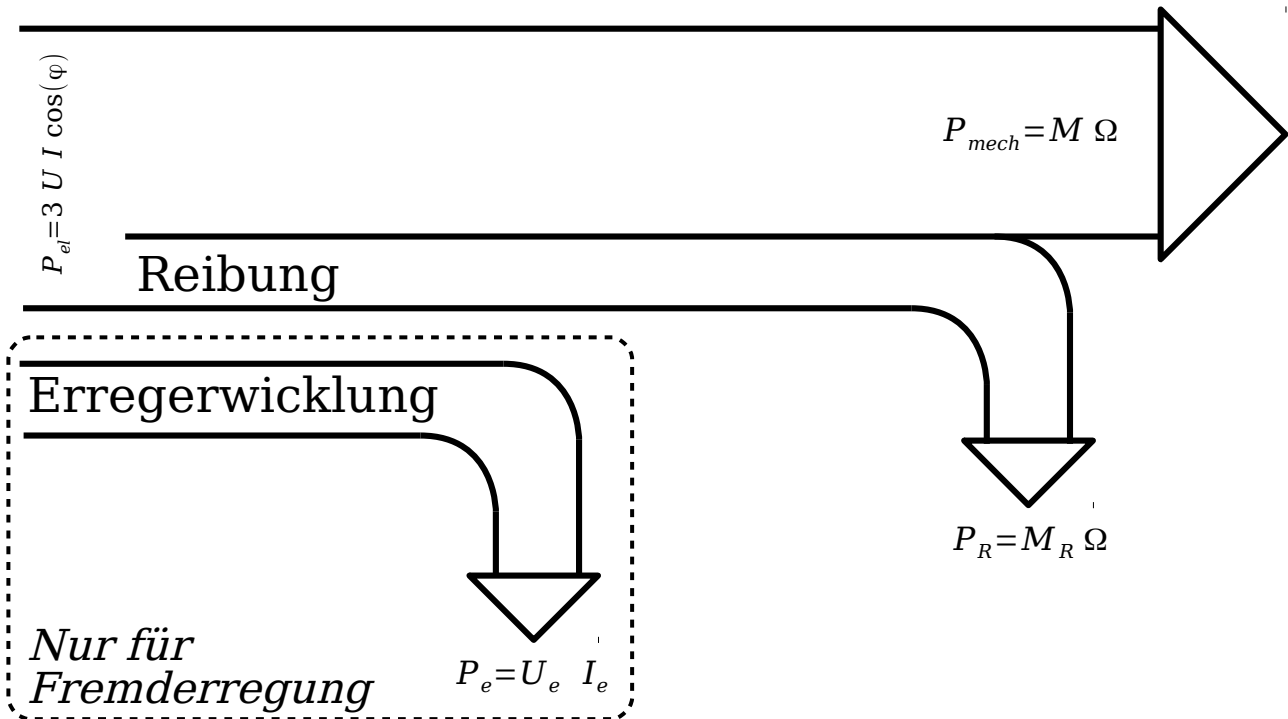 P_el=3 U I cos(φ)
P_mech=M Ω
Reibung
Erregerwicklung
P_R=M_R Ω
Nur für
Fremderregung
P_e=U_e I_e